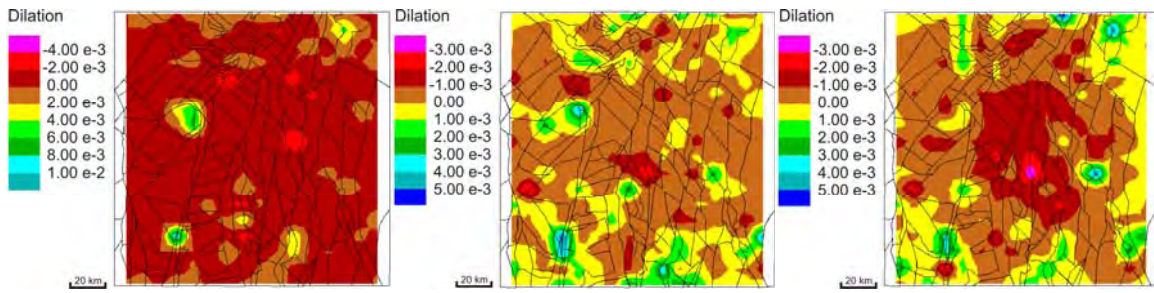 Dilation
-4.00 e-3
-2.00 e-3
0.00
2.00 e-3
4.00 e-3
6.00 e-3
8.00 e-3
1.00 e-2
20 km
Dilation
-3.00 e-3
-2.00 e-3
-1.00 e-3
0.00
1.00 e-3
2.00 e-3
3.00 e-3
4.00 e-3
5.00 e-3
20 km
Dilation
-3.00 e-3
-2.00 e-3
-1.00 e-3
0.00
1.00 e-3
2.00 e-3
3.00 e-3
4.00 e-3
5.00 e-3
20 km